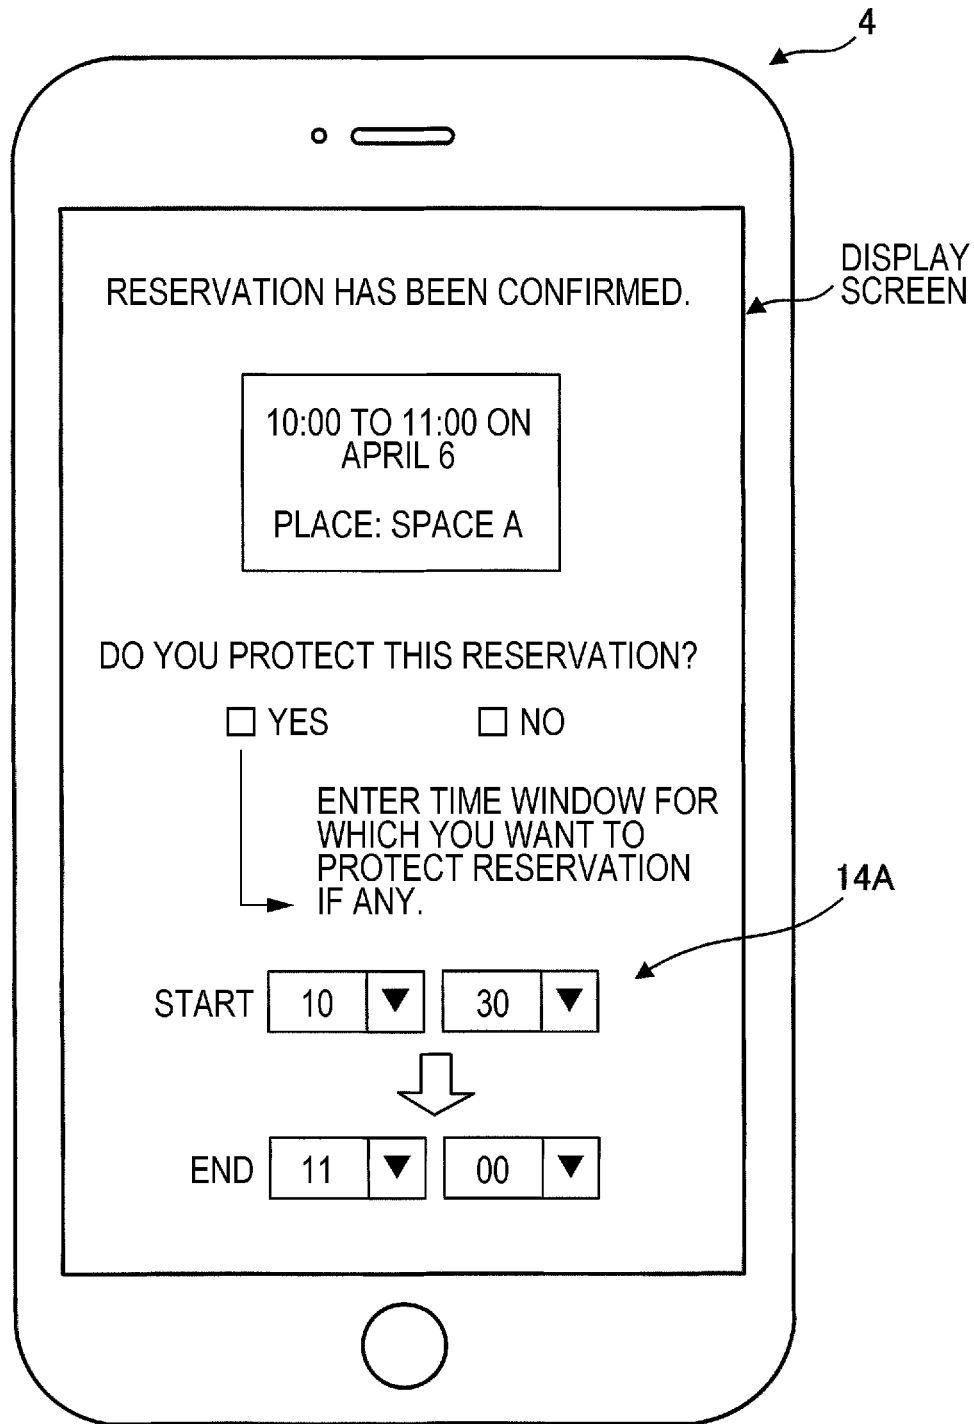 4
DISPLAY
SCREEN
RESERVATION HAS BEEN CONFIRMED.
10:00 TO 11:00 ON
APRIL 6
PLACE: SPACE A
DO YOU PROTECT THIS RESERVATION?
YES NO
ENTER TIME WINDOW FOR
WHICH YOU WANT TO
PROTECT RESERVATION
IF ANY.
14A
START 10 ▼ 30 ▼
END 11 ▼ 00 ▼